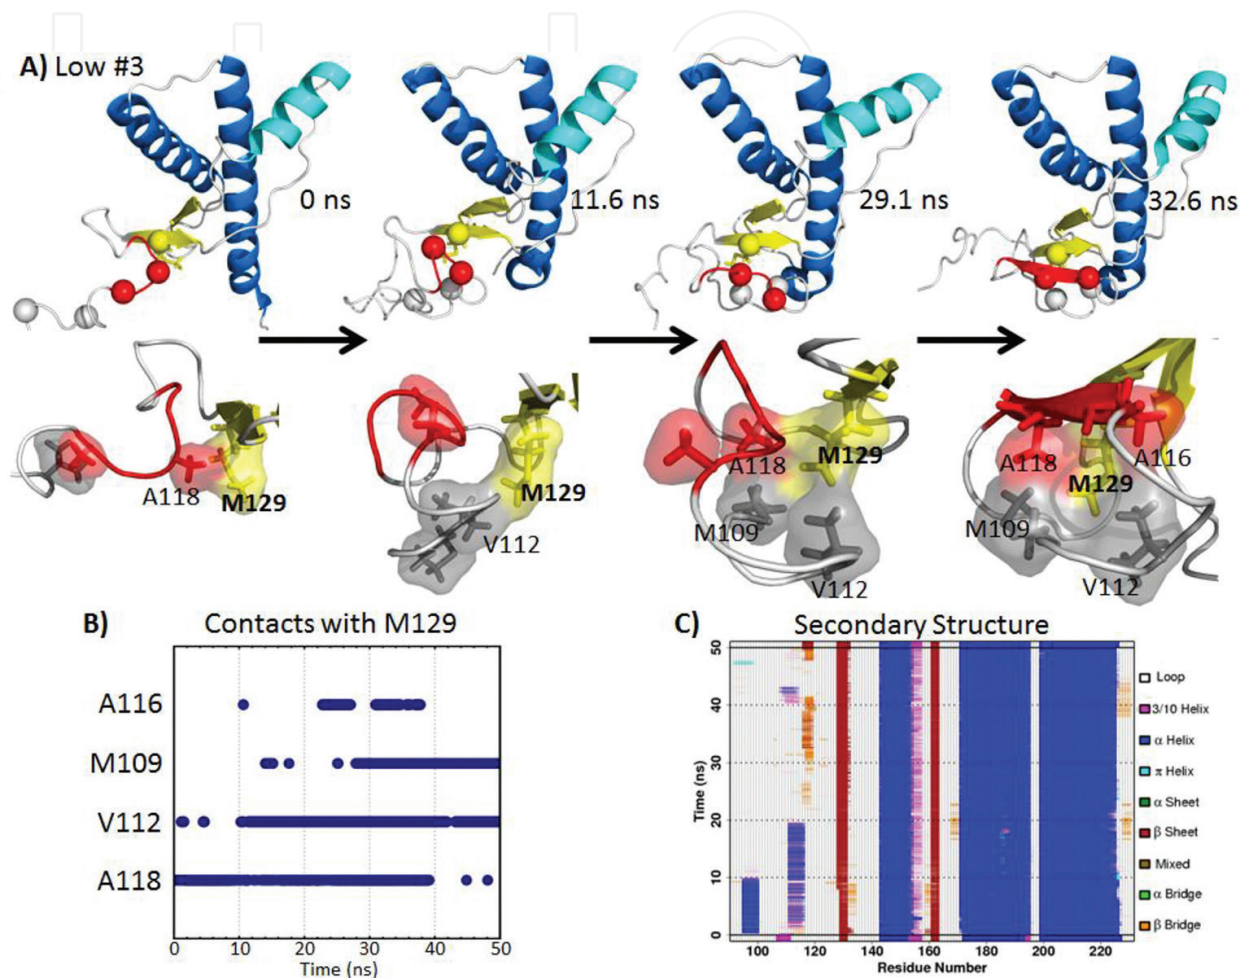 A) Low #3
0 ns
11.6 ns
29.1 ns
32.6 ns
A118
M129
V112
M129
A118
M129
M109
V112
A118
A116
M129
M109
V112
B) Contacts with M129
A116
M109
V112
A118
0 10 20 30 40 50
Time (ns)
C) Secondary Structure
50
40
30
20
10
0
Time (ns)
100 120 140 160 180 200 220
Residue Number
Loop
3/10 Helix
α Helix
π Helix
α Sheet
β Sheet
Mixed
α Bridge
β Bridge